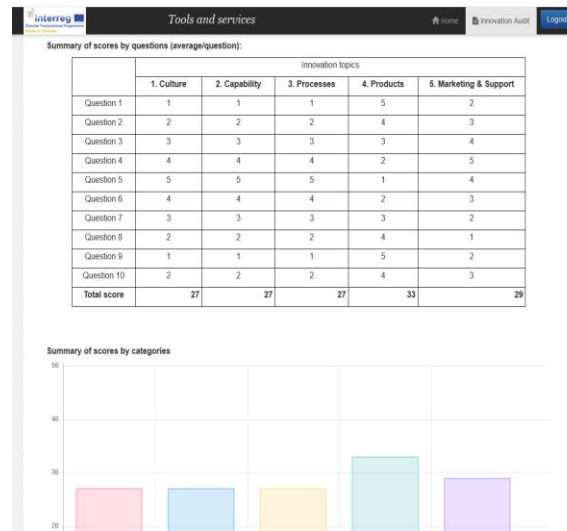 Interreg
Danube Transnational Programme
Tools and services
Home
Innovation Audit
Logout
Summary of scores by questions (average/question):
Innovation topics
1. Culture 2. Capability 3. Processes 4. Products 5. Marketing & Support
Question 1 1 1 1 5 2
Question 2 2 2 2 4 3
Question 3 3 3 3 3 4
Question 4 4 4 4 2 5
Question 5 5 5 5 1 4
Question 6 4 4 4 2 3
Question 7 3 3 3 3 2
Question 8 2 2 2 4 1
Question 9 1 1 1 5 2
Question 10 2 2 2 4 3
Total score 27 27 27 33 29
Summary of scores by categories
50
40
30
20